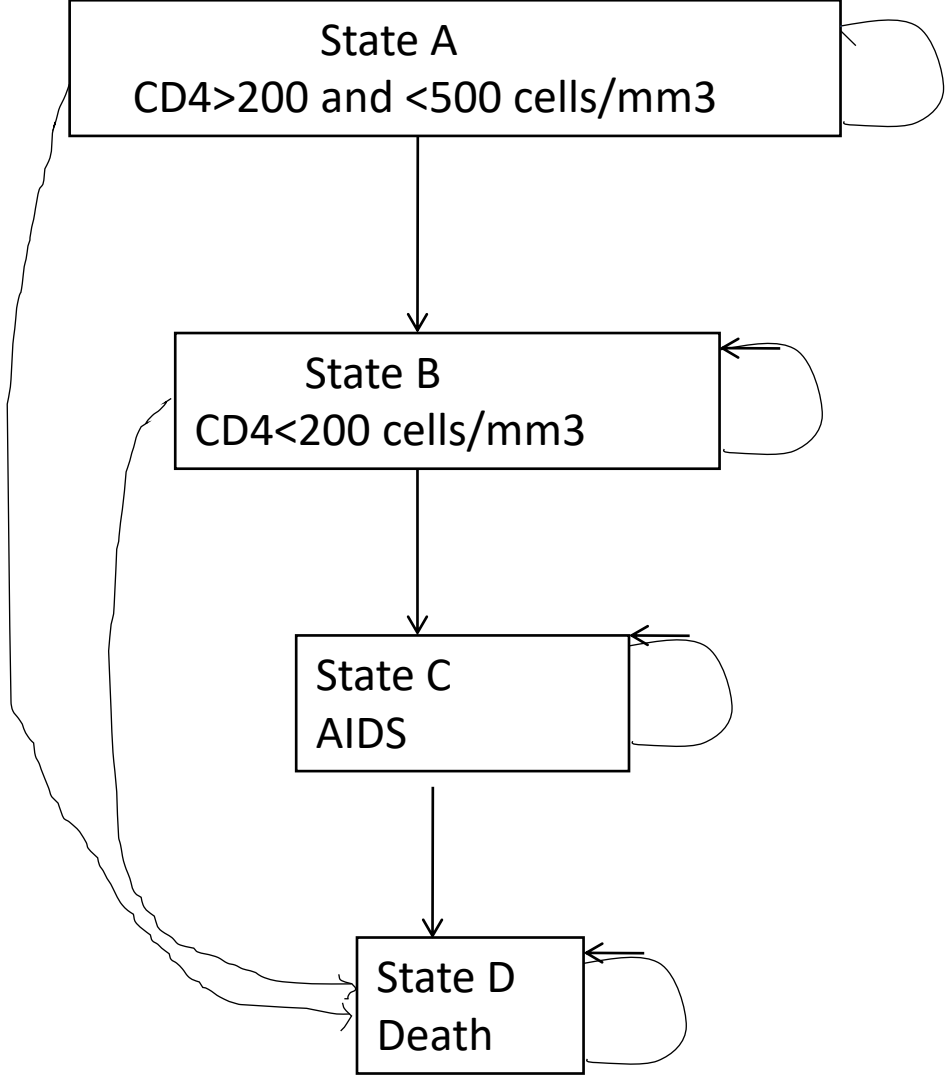 State A
CD4>200 and <500 cells/mm3
State B
CD4<200 cells/mm3
State C
AIDS
State D
Death